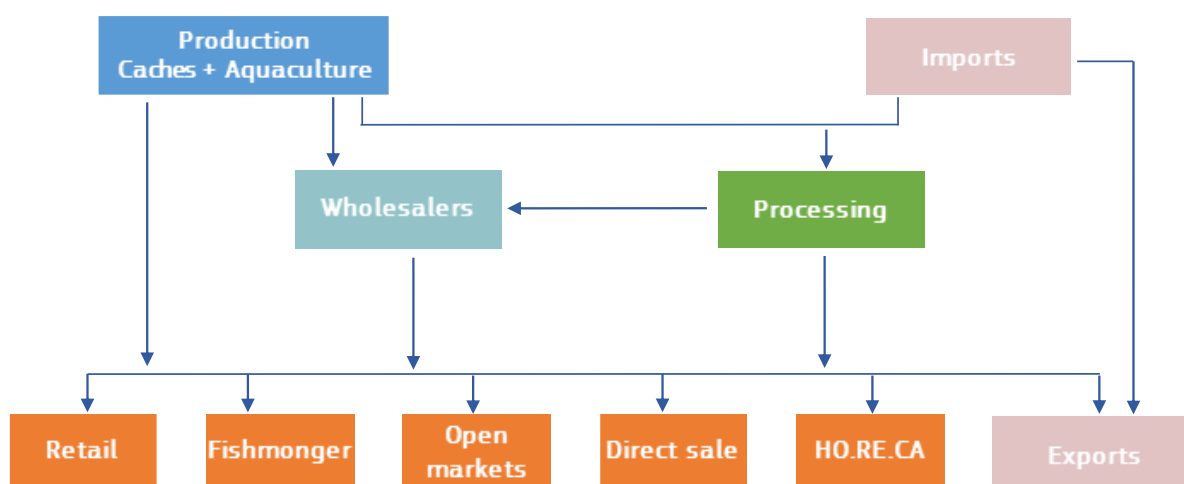 Production
Caches + Aquaculture
Imports
Wholesalers
Processing
Retail
Fishmonger
Open
markets
Direct sale
HO.RE.CA
Exports